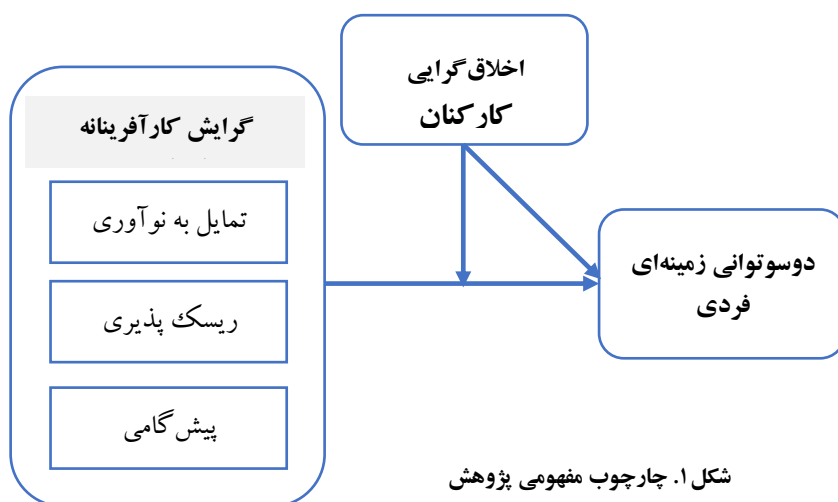 اخلاق‌گرایی
کارکنان
گرایش کارآفرینانه
تمایل به نوآوری
ریسک پذیری
پیش‌گامی
دوسوتوانی زمینه‌ای
فردی
شکل ۱. چارچوب مفهومی پژوهش